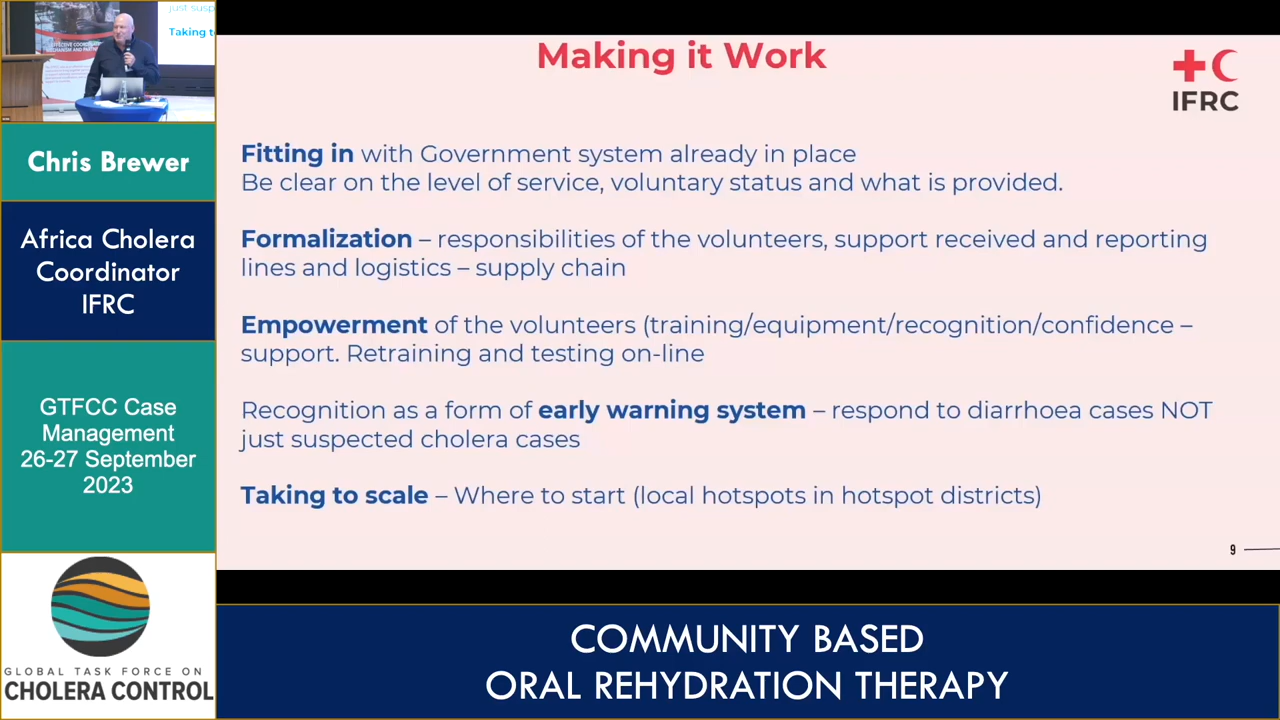 just susp
Taking to
Chris Brewer
Africa Cholera
Coordinator
IFRC
GTFCC Case
Management
26-27 September
2023
GLOBAL TASK FORCE ON
CHOLERA CONTROL
Making it Work
IFRC
Fitting in with Government system already in place
Be clear on the level of service, voluntary status and what is provided.
Formalization – responsibilities of the volunteers, support received and reporting
lines and logistics – supply chain
Empowerment of the volunteers (training/equipment/recognition/confidence –
support. Retraining and testing on-line
Recognition as a form of early warning system – respond to diarrhoea cases NOT
just suspected cholera cases
Taking to scale – Where to start (local hotspots in hotspot districts)
9
COMMUNITY BASED
ORAL REHYDRATION THERAPY